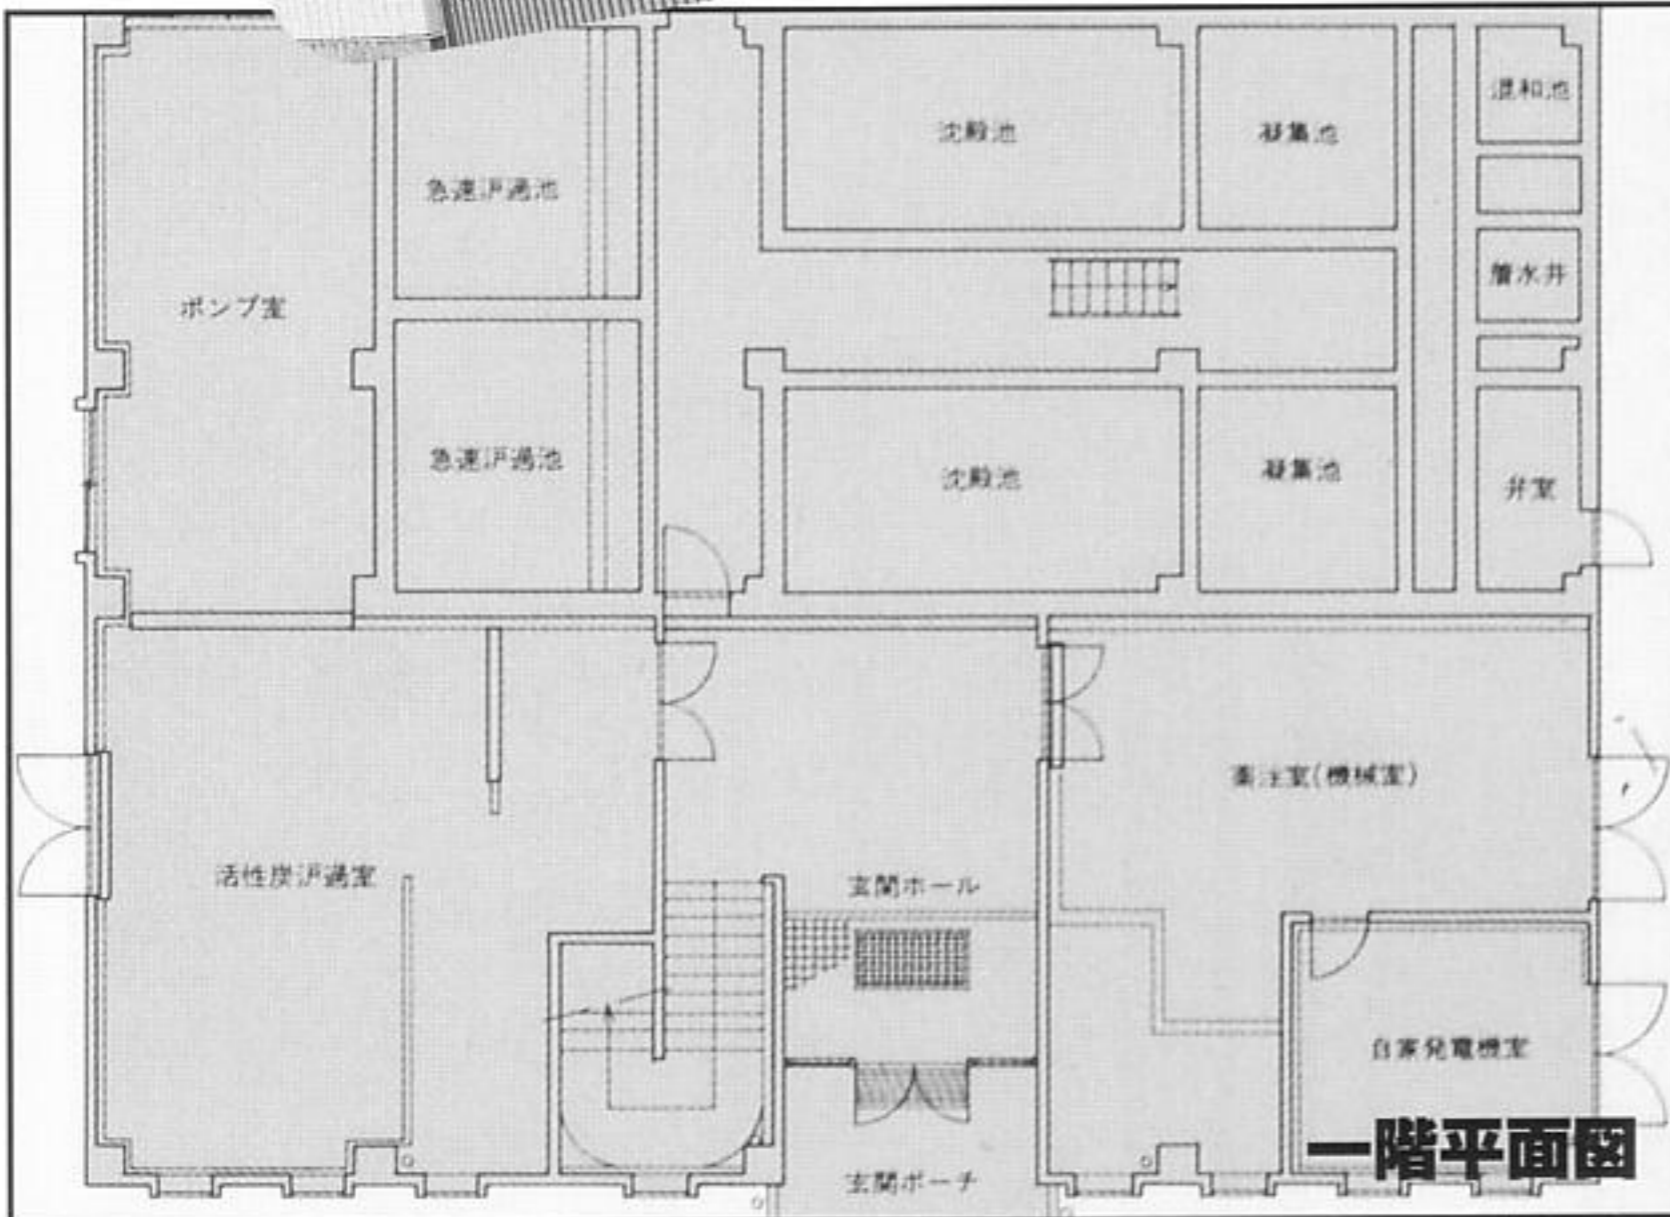 混和池
沈殿池
凝集池
急速沪過池
着水井
ポンプ室
急速沪過池
沈殿池
凝集池
弁室
薬注室(機械室)
活性炭沪過室
玄関ホール
自家発電機室
一階平面図
玄関ポーチ